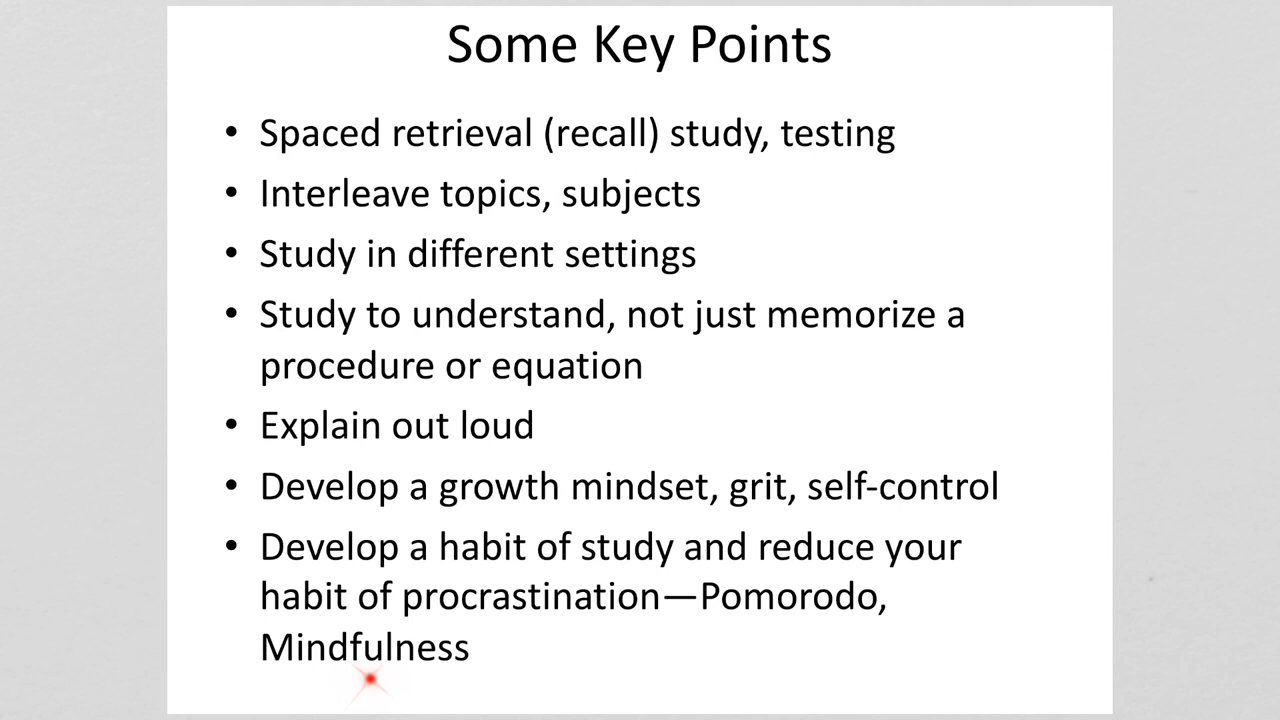 Some Key Points
• Spaced retrieval (recall) study, testing
• Interleave topics, subjects
• Study in different settings
• Study to understand, not just memorize a
procedure or equation
• Explain out loud
• Develop a growth mindset, grit, self-control
• Develop a habit of study and reduce your
habit of procrastination—Pomorodo,
Mindfulness